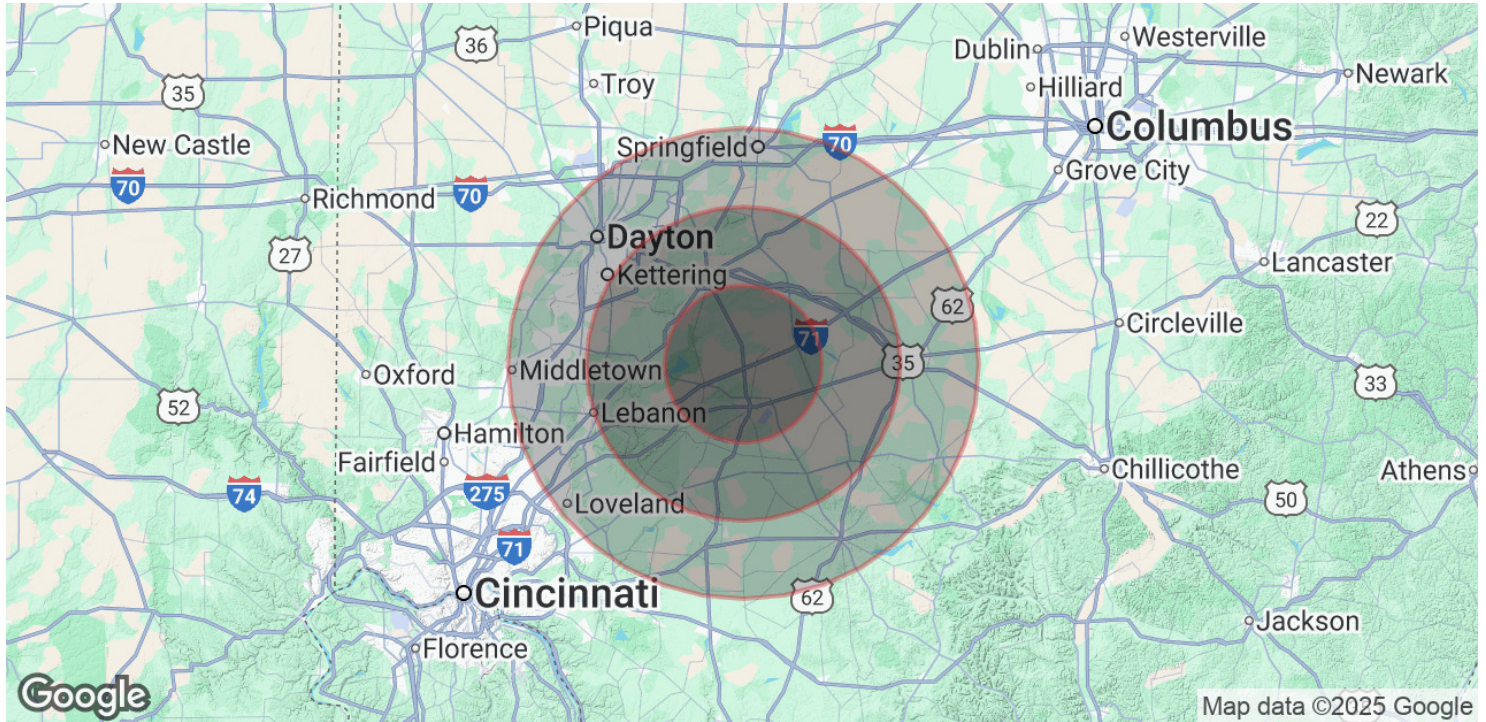 Piqua
36
Dublin
Westerville
Newark
35
Troy
Hilliard
New Castle
Springfield
70
Columbus
Grove City
70
70
Richmond
22
27
Dayton
Kettering
Lancaster
62
71
Circleville
35
Middletown
Oxford
33
52
Lebanon
Hamilton
Fairfield
Chillicothe
Athens
74
275
Loveland
50
71
Cincinnati
62
Jackson
Florence
Google
Map data ©2025 Google